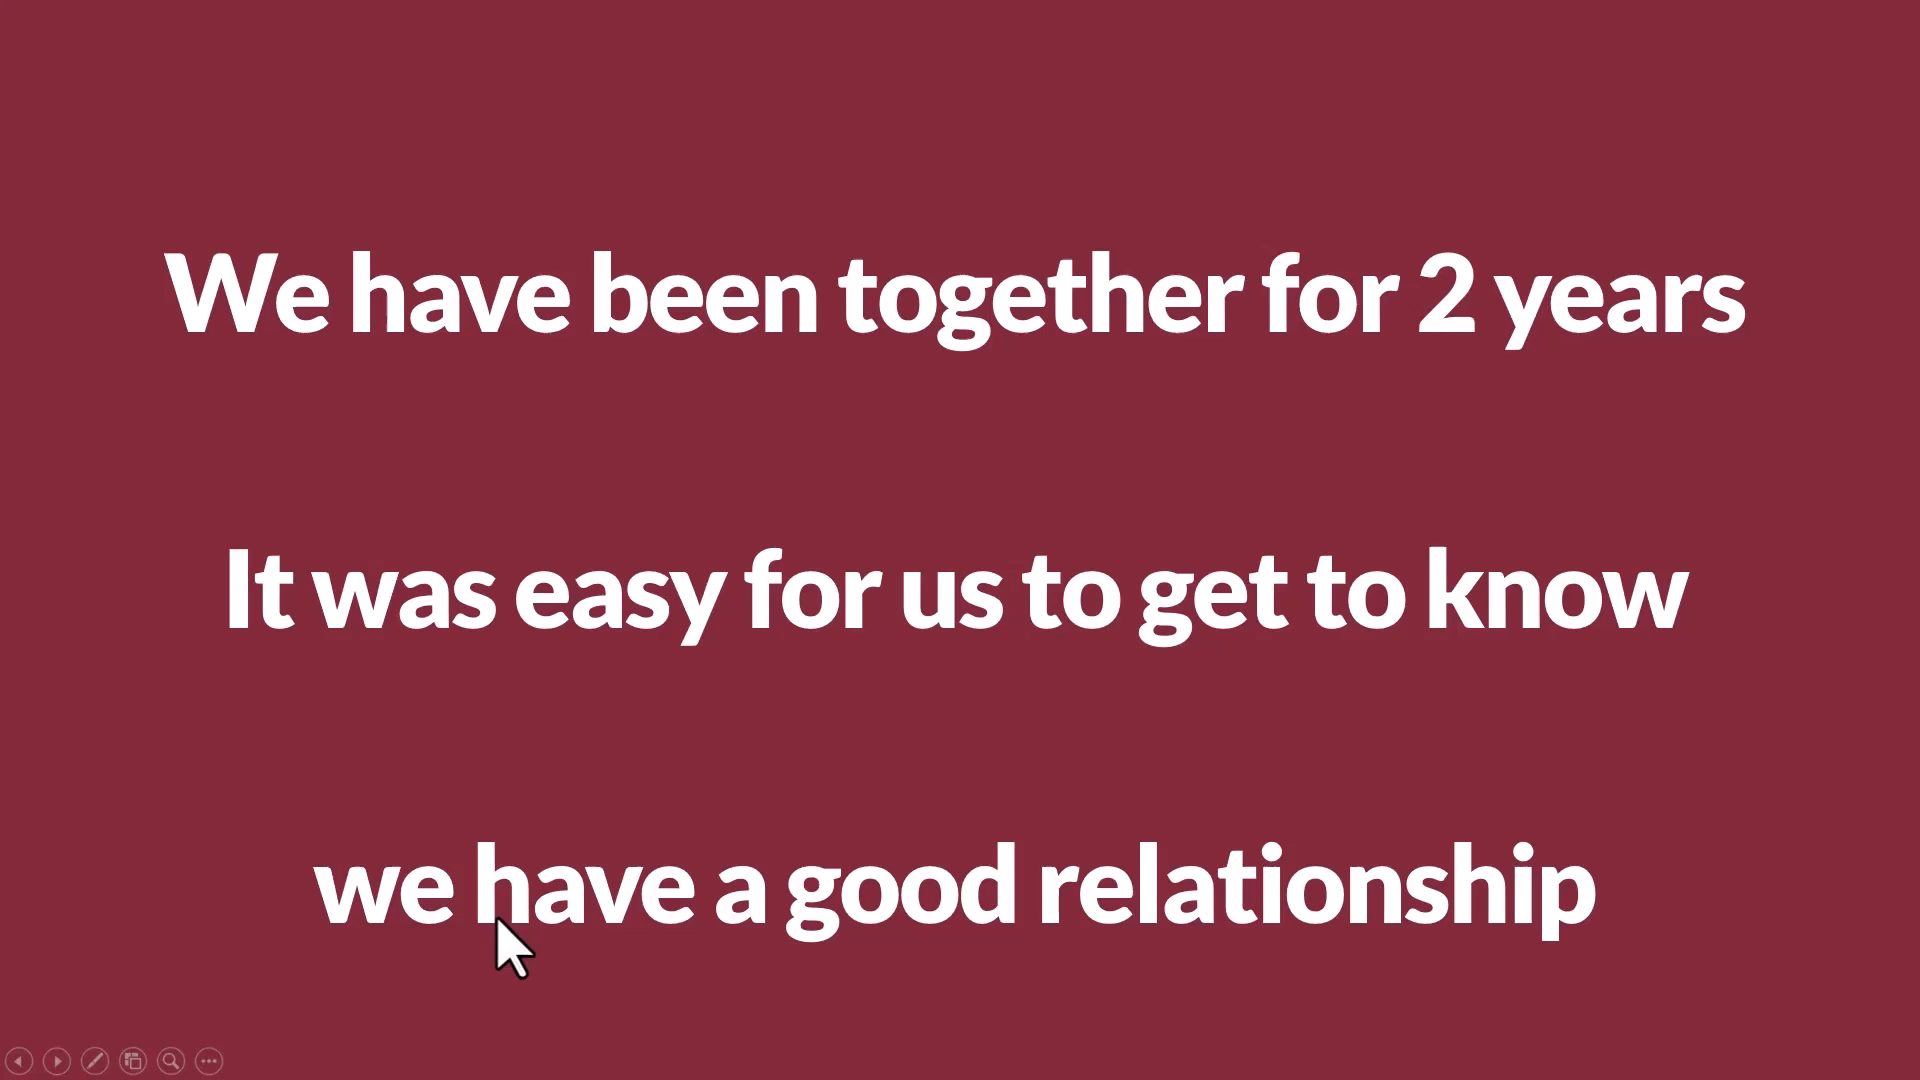 We have been together for 2 years
It was easy for us to get to know
we have a good relationship